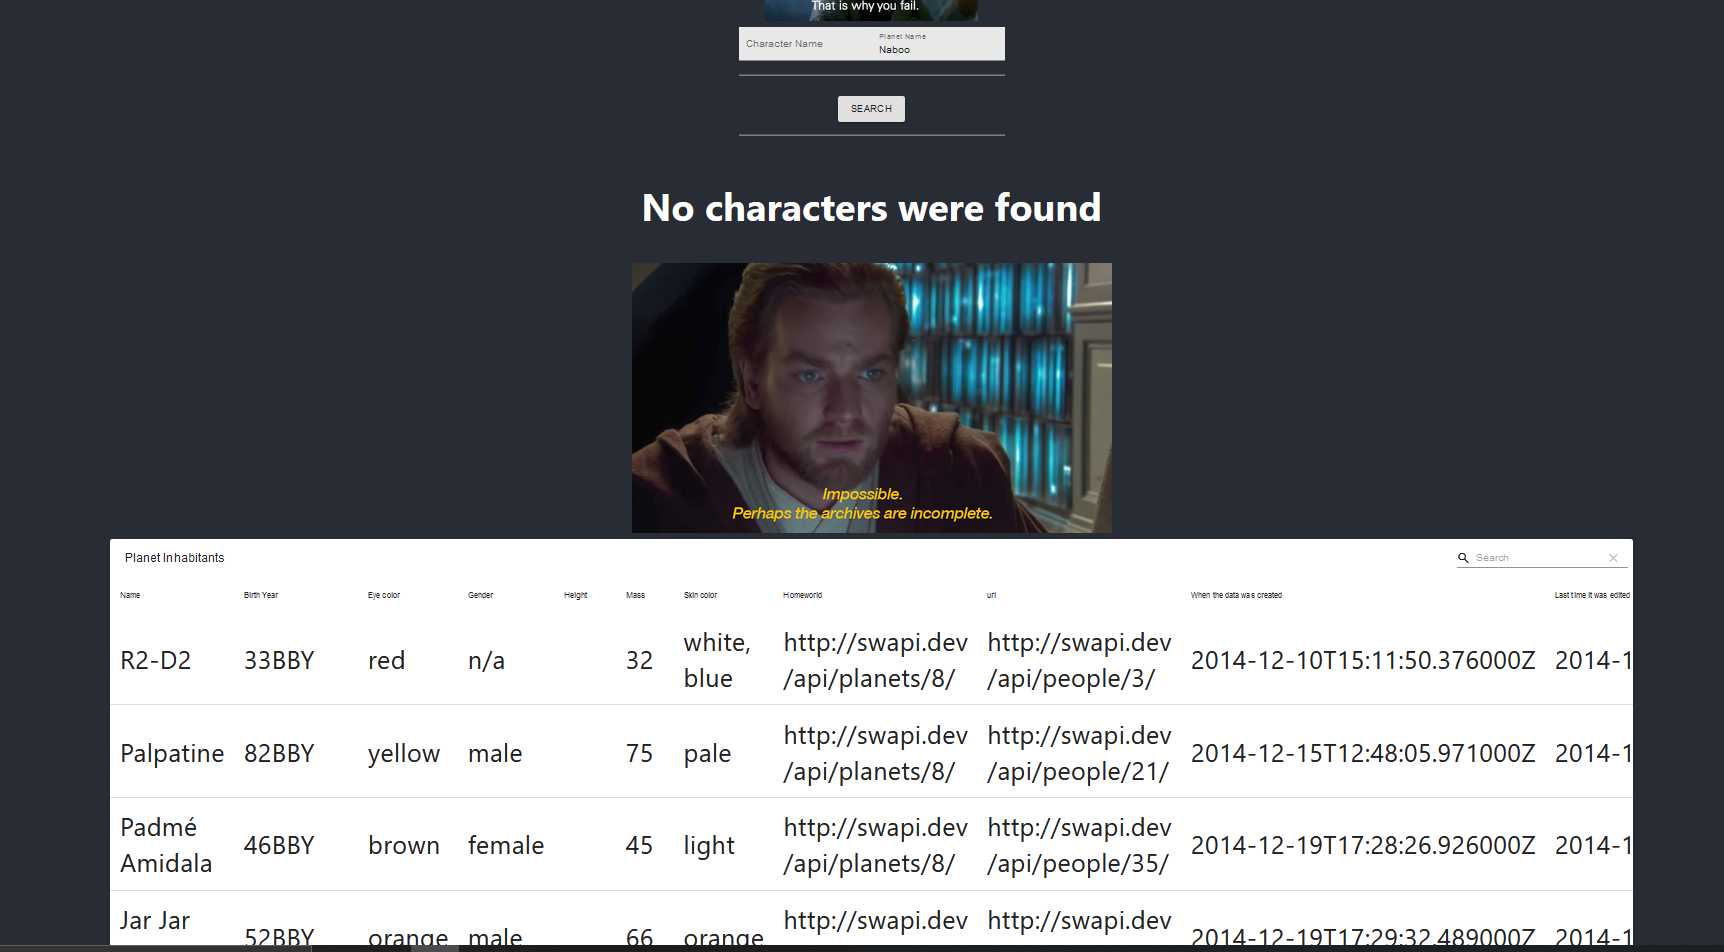 That is why you fail.
Character Name
Planet Name
Naboo
SEARCH
No characters were found
Impossible.
Perhaps the archives are incomplete.
Planet Inhabitants
Search
Name Birth Year Eye color Gender Height Mass Skin color Homeworld url When the data was created Last time it was edited
R2-D2 33BBY red n/a 32 white, blue http://swapi.dev/api/planets/8/ http://swapi.dev/api/people/3/ 2014-12-10T15:11:50.376000Z 2014-1
Palpatine 82BBY yellow male 75 pale http://swapi.dev/api/planets/8/ http://swapi.dev/api/people/21/ 2014-12-15T12:48:05.971000Z 2014-1
Padmé Amidala 46BBY brown female 45 light http://swapi.dev/api/planets/8/ http://swapi.dev/api/people/35/ 2014-12-19T17:28:26.926000Z 2014-1
Jar Jar 52BBY orange male 66 orange http://swapi.dev http://swapi.dev 2014-12-19T17:29:32.489000Z 2014-1